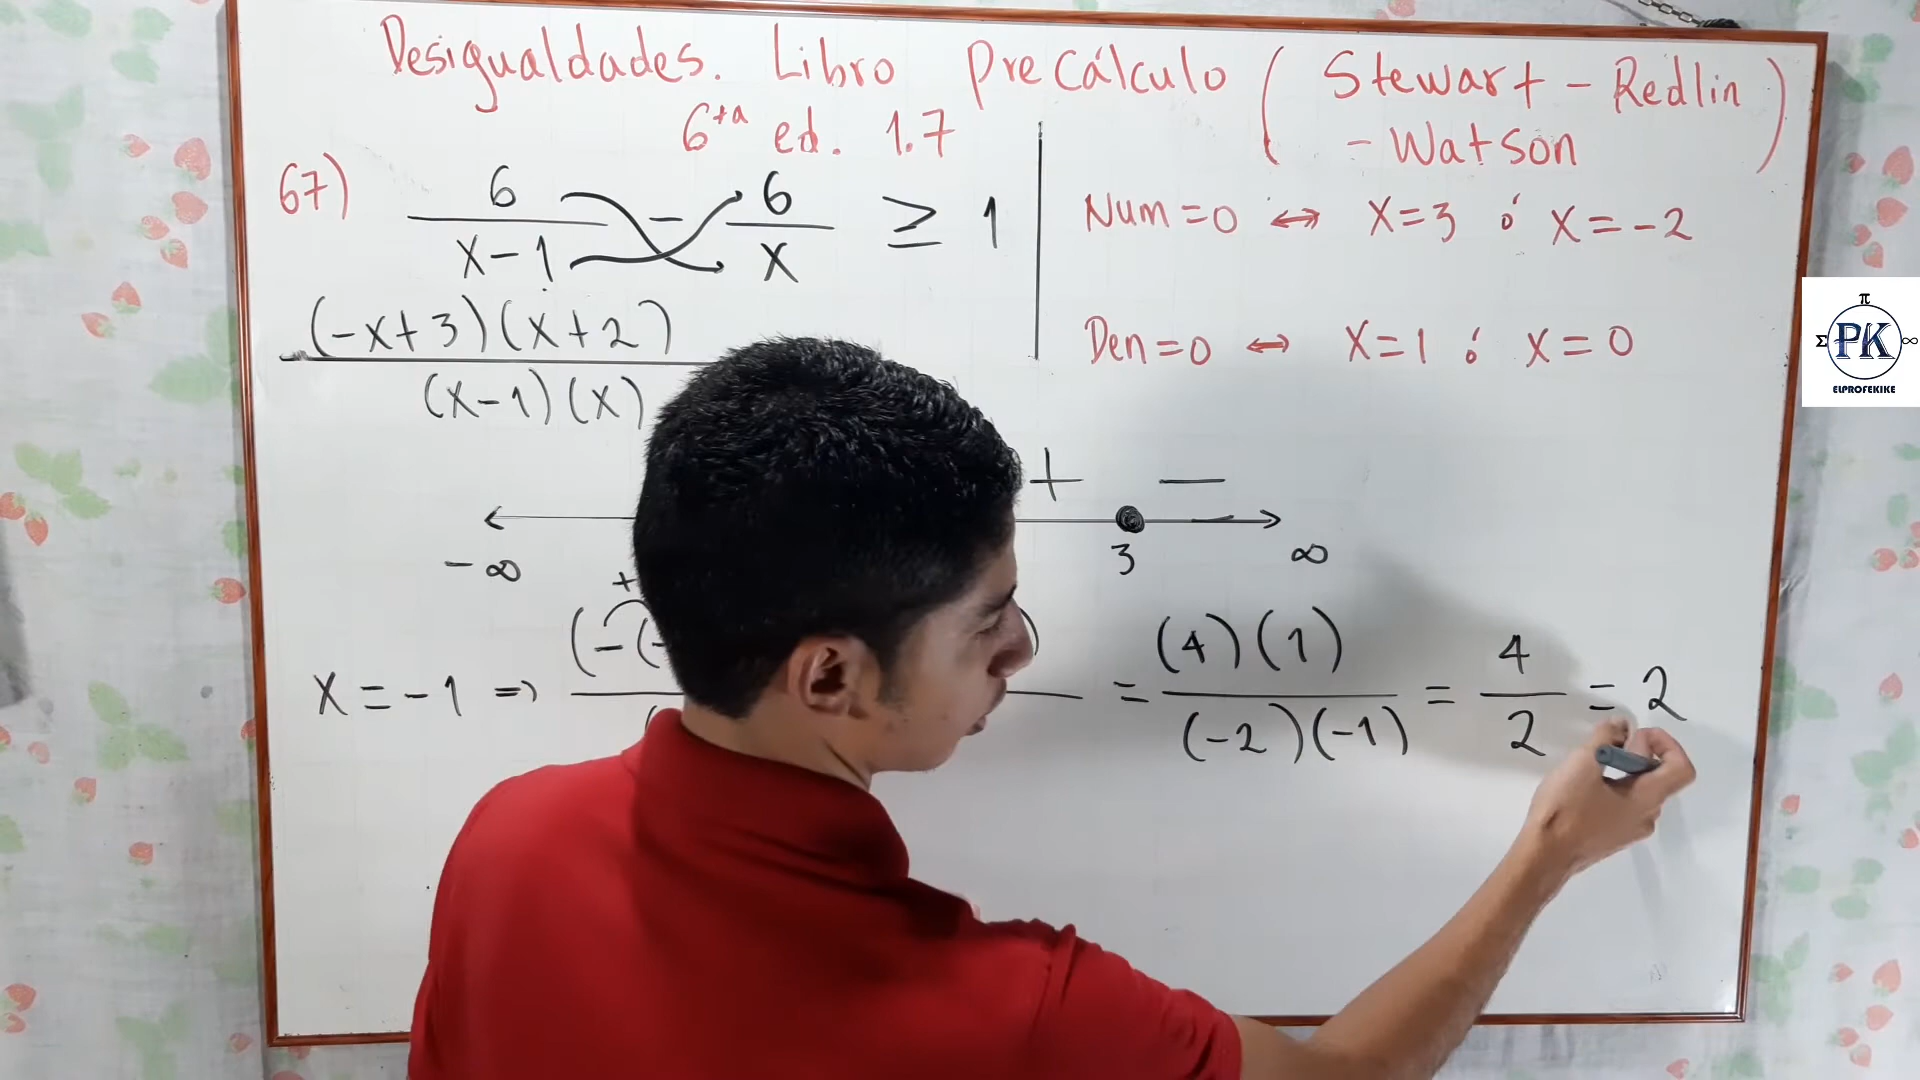 Desigualdades. Libro PreCálculo (Stewart - Redlin - Watson)
6ta ed. 1.7
67) 6/(x-1) - 6/x ≥ 1
(-x+3)(x+2)
(x-1)(x)
Num=0 ↔ x=3 ó x=-2
Den=0 ↔ x=1 ó x=0
+ —
-∞ 3 ∞
+
x=-1 ⇒ (-(- ) = (4)(1)/(-2)(-1) = 4/2 = 2
π
Σ PK ∞
ELPROFEKIKE